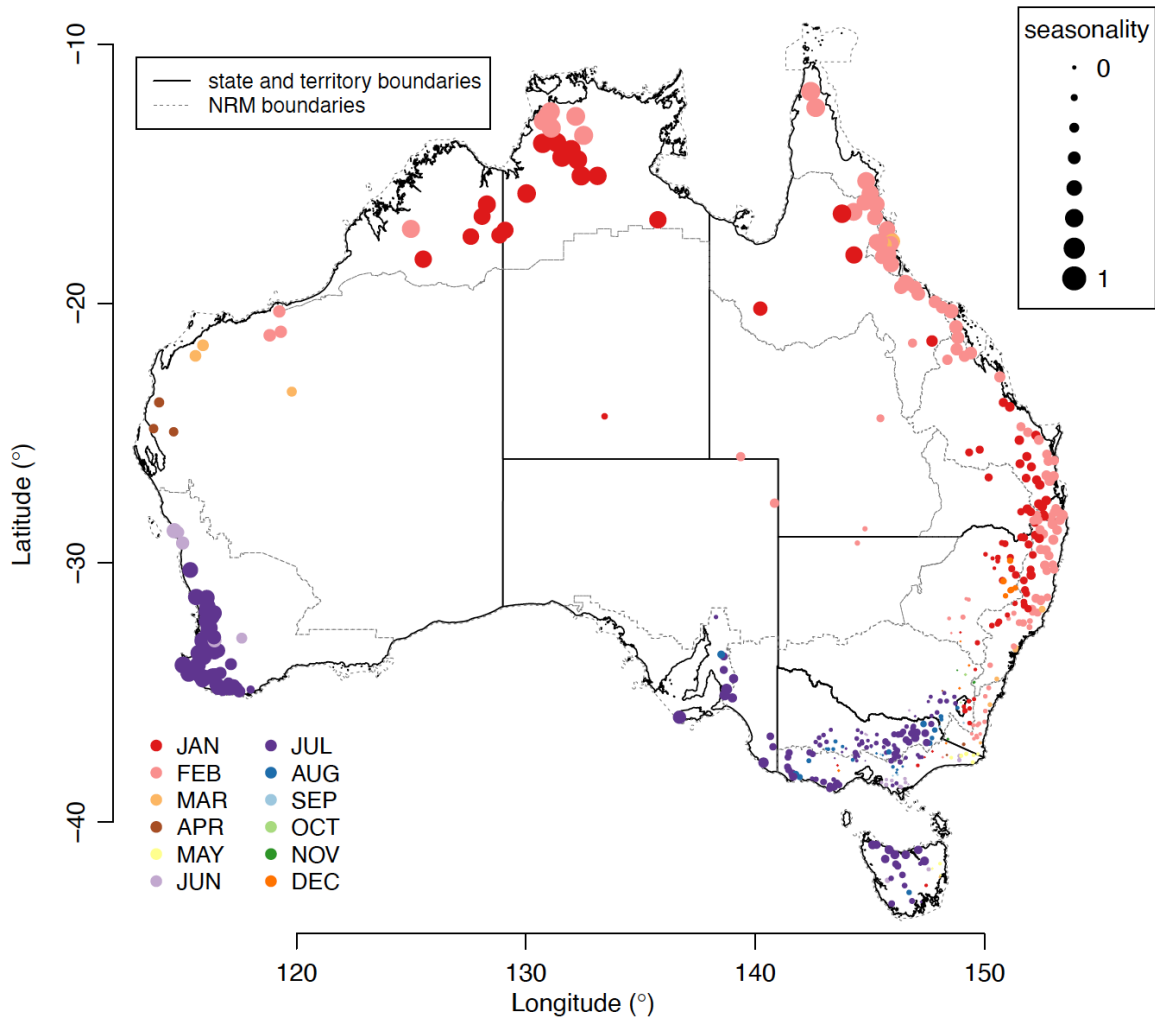 seasonality
0
1
state and territory boundaries
NRM boundaries
−10
−20
−30
−40
Latitude (°)
JAN
FEB
MAR
APR
MAY
JUN
JUL
AUG
SEP
OCT
NOV
DEC
120 130 140 150
Longitude (°)